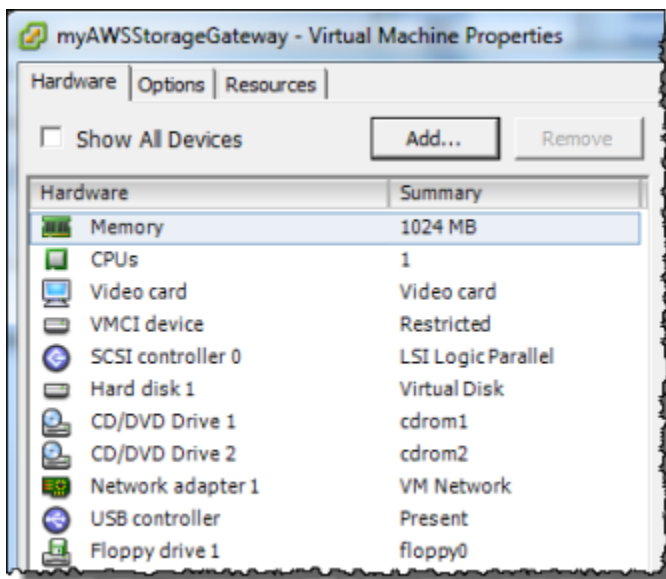 myAWSStorageGateway - Virtual Machine Properties
Hardware Options Resources
Show All Devices Add... Remove
Hardware Summary
Memory 1024 MB
CPUs 1
Video card Video card
VMCI device Restricted
SCSI controller 0 LSI Logic Parallel
Hard disk 1 Virtual Disk
CD/DVD Drive 1 cdrom1
CD/DVD Drive 2 cdrom2
Network adapter 1 VM Network
USB controller Present
Floppy drive 1 floppy0